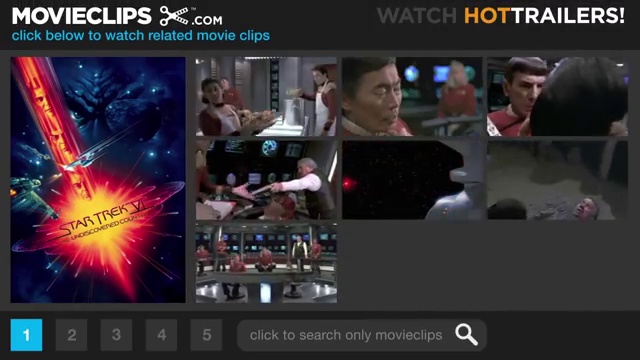 MOVIECLIPS ™ .COM
click below to watch related movie clips
WATCH HOTTRAILERS!
STAR TREK VI
THE UNDISCOVERED COUNTRY
1 2 3 4 5
click to search only movieclips